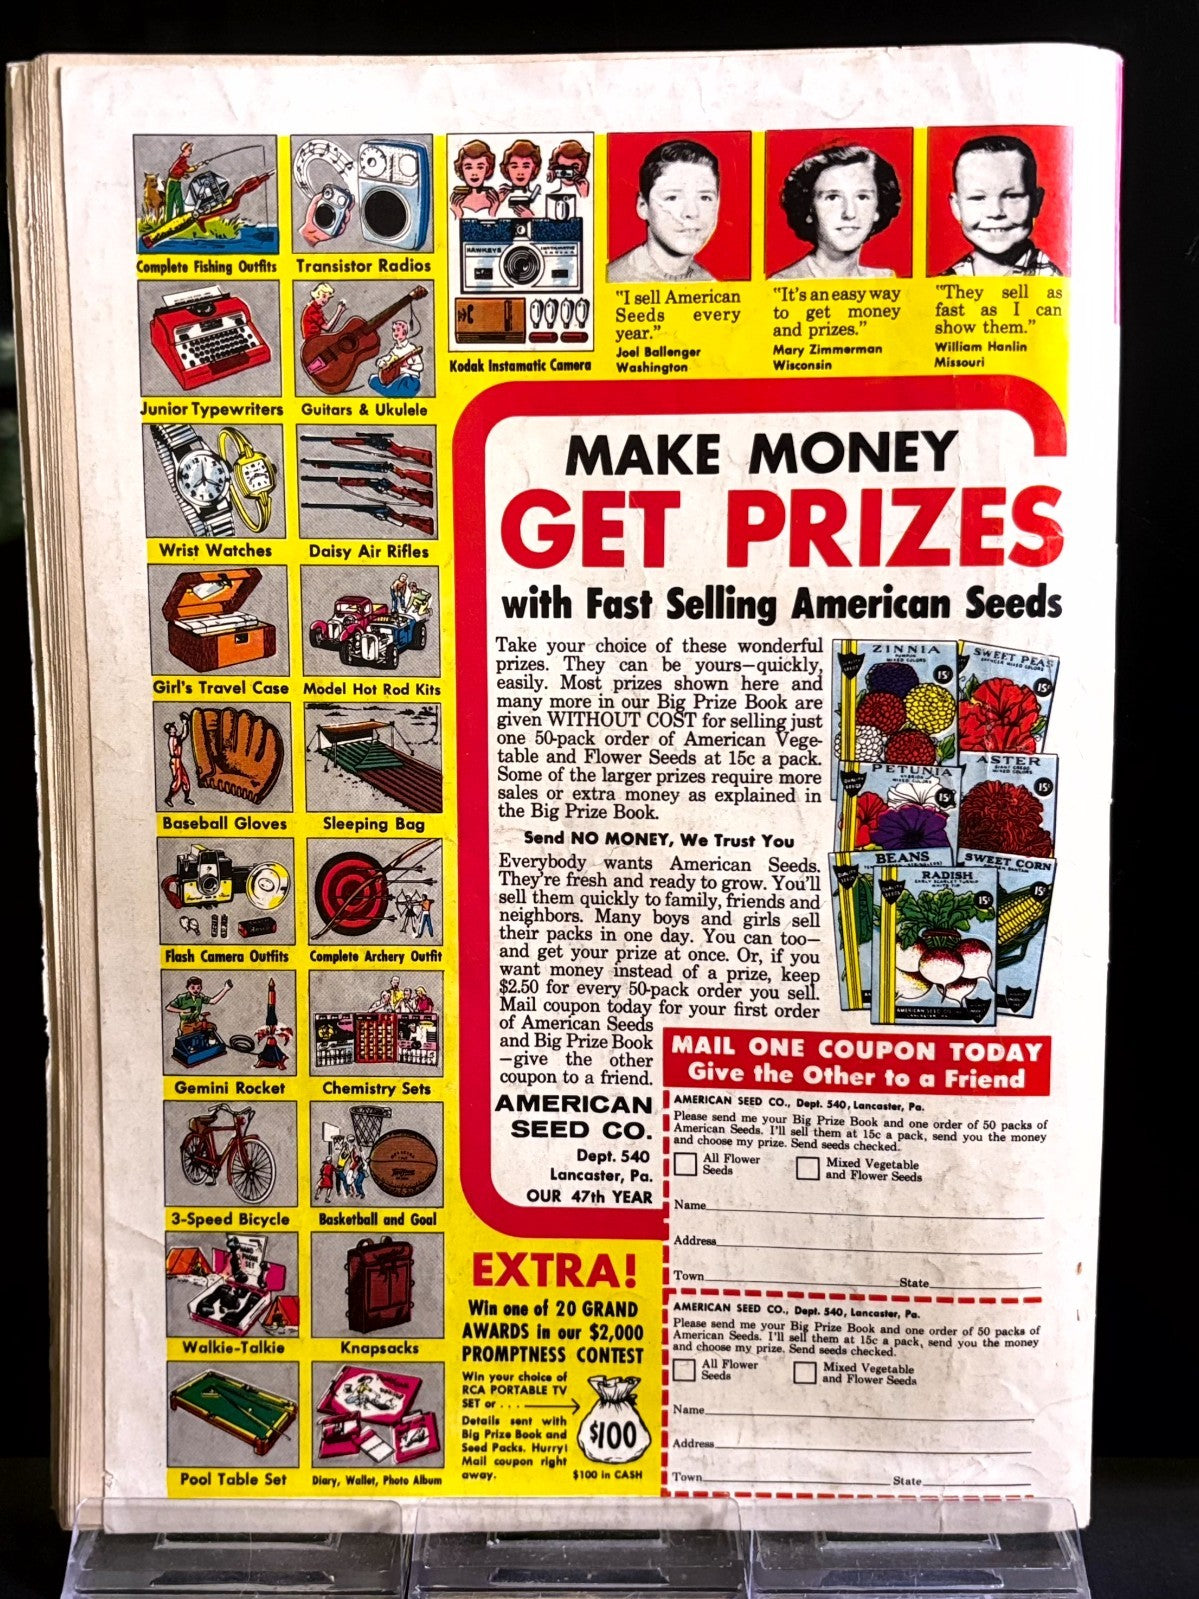 Complete Fishing Outfits
Transistor Radios
Junior Typewriters
Guitars & Ukulele
Wrist Watches
Daisy Air Rifles
Girl's Travel Case
Model Hot Rod Kits
Baseball Gloves
Sleeping Bag
Flash Camera Outfits
Complete Archery Outfit
Gemini Rocket
Chemistry Sets
3-Speed Bicycle
Basketball and Goal
Walkie-Talkie
Knapsacks
Pool Table Set
Diary, Wallet, Photo Album
HAWKEYE
INSTAMATIC
Kodak Instamatic Camera
"I sell American
Seeds every
year."
Joel Ballenger
Washington
"It's an easy way
to get money
and prizes."
Mary Zimmerman
Wisconsin
"They sell as
fast as I can
show them."
William Hanlin
Missouri
MAKE MONEY
GET PRIZES
with Fast Selling American Seeds
Take your choice of these wonderful
prizes. They can be yours—quickly,
easily. Most prizes shown here and
many more in our Big Prize Book are
given WITHOUT COST for selling just
one 50-pack order of American Vege-
table and Flower Seeds at 15c a pack.
Some of the larger prizes require more
sales or extra money as explained in
the Big Prize Book.
Send NO MONEY, We Trust You
Everybody wants American Seeds.
They're fresh and ready to grow. You'll
sell them quickly to family, friends and
neighbors. Many boys and girls sell
their packs in one day. You can too—
and get your prize at once. Or, if you
want money instead of a prize, keep
$2.50 for every 50-pack order you sell.
Mail coupon today for your first order
of American Seeds
and Big Prize Book
—give the other
coupon to a friend.
AMERICAN
SEED CO.
Dept. 540
Lancaster, Pa.
OUR 47th YEAR
ZINNIA
MIXED COLORS
15¢
SWEET PEAS
MIXED COLORS
15¢
PETUNIA
MIXED COLORS
15¢
ASTER
MIXED COLORS
15¢
BEANS
SWEET CORN
15¢
RADISH
EARLY SCARLET TURNIP
WHITE TIP
15¢
MAIL ONE COUPON TODAY
Give the Other to a Friend
AMERICAN SEED CO., Dept. 540, Lancaster, Pa.
Please send me your Big Prize Book and one order of 50 packs of
American Seeds. I'll sell them at 15c a pack, send you the money
and choose my prize. Send seeds checked.
All Flower
Seeds
Mixed Vegetable
and Flower Seeds
Name
Address
Town State
AMERICAN SEED CO., Dept. 540, Lancaster, Pa.
Please send me your Big Prize Book and one order of 50 packs of
American Seeds. I'll sell them at 15c a pack, send you the money
and choose my prize. Send seeds checked.
All Flower
Seeds
Mixed Vegetable
and Flower Seeds
Name
Address
Town State
EXTRA!
Win one of 20 GRAND
AWARDS in our $2,000
PROMPTNESS CONTEST
Win your choice of
RCA PORTABLE TV
SET or . . .
Details sent with
Big Prize Book and
Seed Packs. Hurry!
Mail coupon right
away.
$100
$100 in CASH